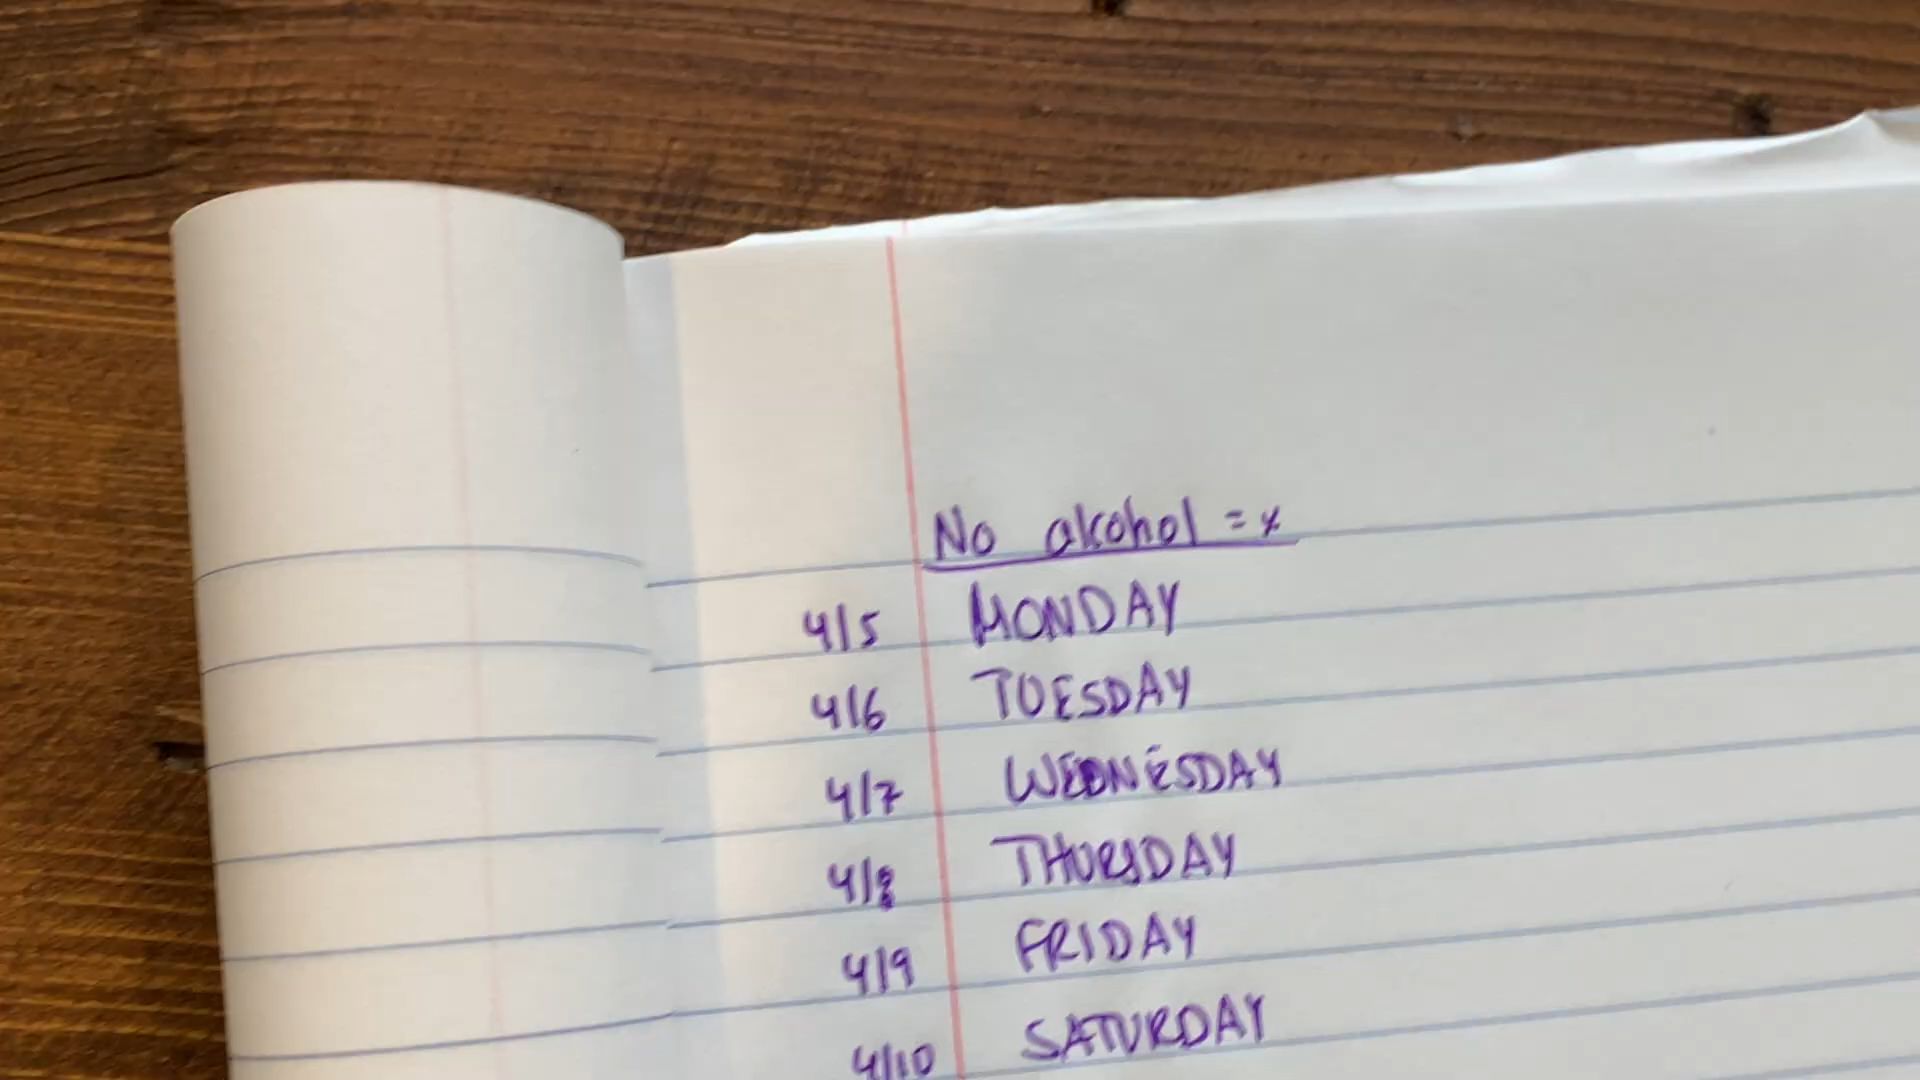 No alcohol = x
4/5 MONDAY
4/6 TUESDAY
4/7 WEDNESDAY
4/8 THURSDAY
4/9 FRIDAY
4/10 SATURDAY